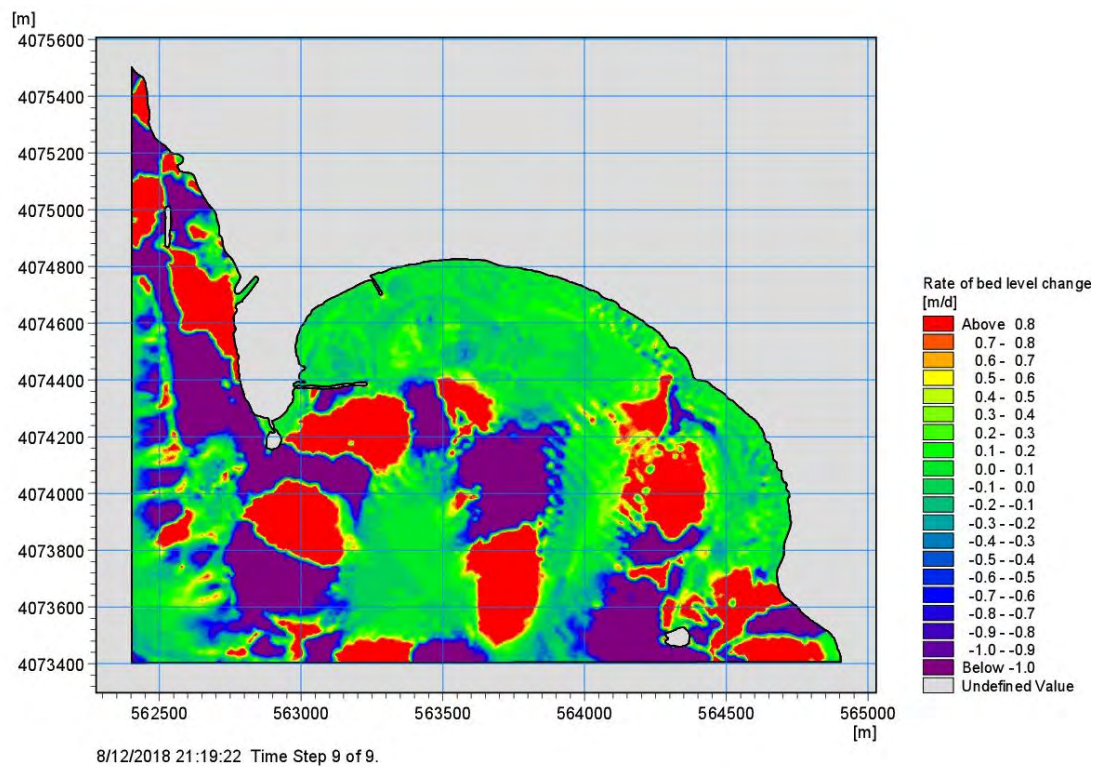 [m]
4075600
4075400
4075200
4075000
4074800
4074600
4074400
4074200
4074000
4073800
4073600
4073400
562500 563000 563500 564000 564500 565000
[m]
Rate of bed level change
[m/d]
Above 0.8
0.7 - 0.8
0.6 - 0.7
0.5 - 0.6
0.4 - 0.5
0.3 - 0.4
0.2 - 0.3
0.1 - 0.2
0.0 - 0.1
-0.1 - 0.0
-0.2 - -0.1
-0.3 - -0.2
-0.4 - -0.3
-0.5 - -0.4
-0.6 - -0.5
-0.7 - -0.6
-0.8 - -0.7
-0.9 - -0.8
-1.0 - -0.9
Below -1.0
Undefined Value
8/12/2018 21:19:22 Time Step 9 of 9.